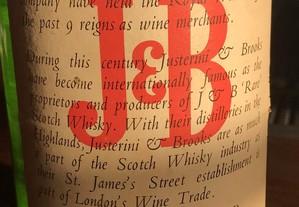 Company have held the Royal
the past 9 reigns as wine merchants.
During this century Justerini & Brooks
have become internationally famous as the
proprietors and producers of J & B Rare
Scotch Whisky. With their distilleries in the
Highlands, Justerini & Brooks are as much
part of the Scotch Whisky industry as
their St. James's Street establishment is
part of London's Wine Trade.
J&B